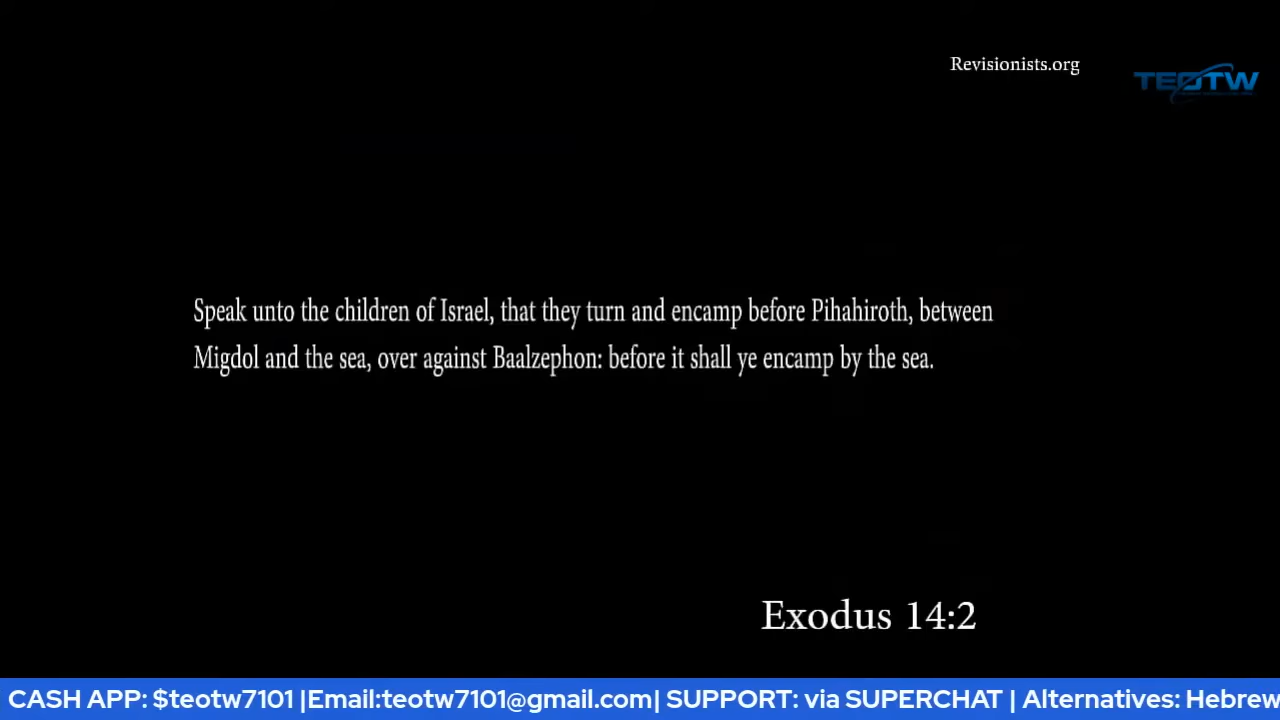 Revisionists.org
TEOTW
Speak unto the children of Israel, that they turn and encamp before Pihahiroth, between
Migdol and the sea, over against Baalzephon: before it shall ye encamp by the sea.
Exodus 14:2
CASH APP: $teotw7101 |Email:teotw7101@gmail.com| SUPPORT: via SUPERCHAT | Alternatives: Hebrew